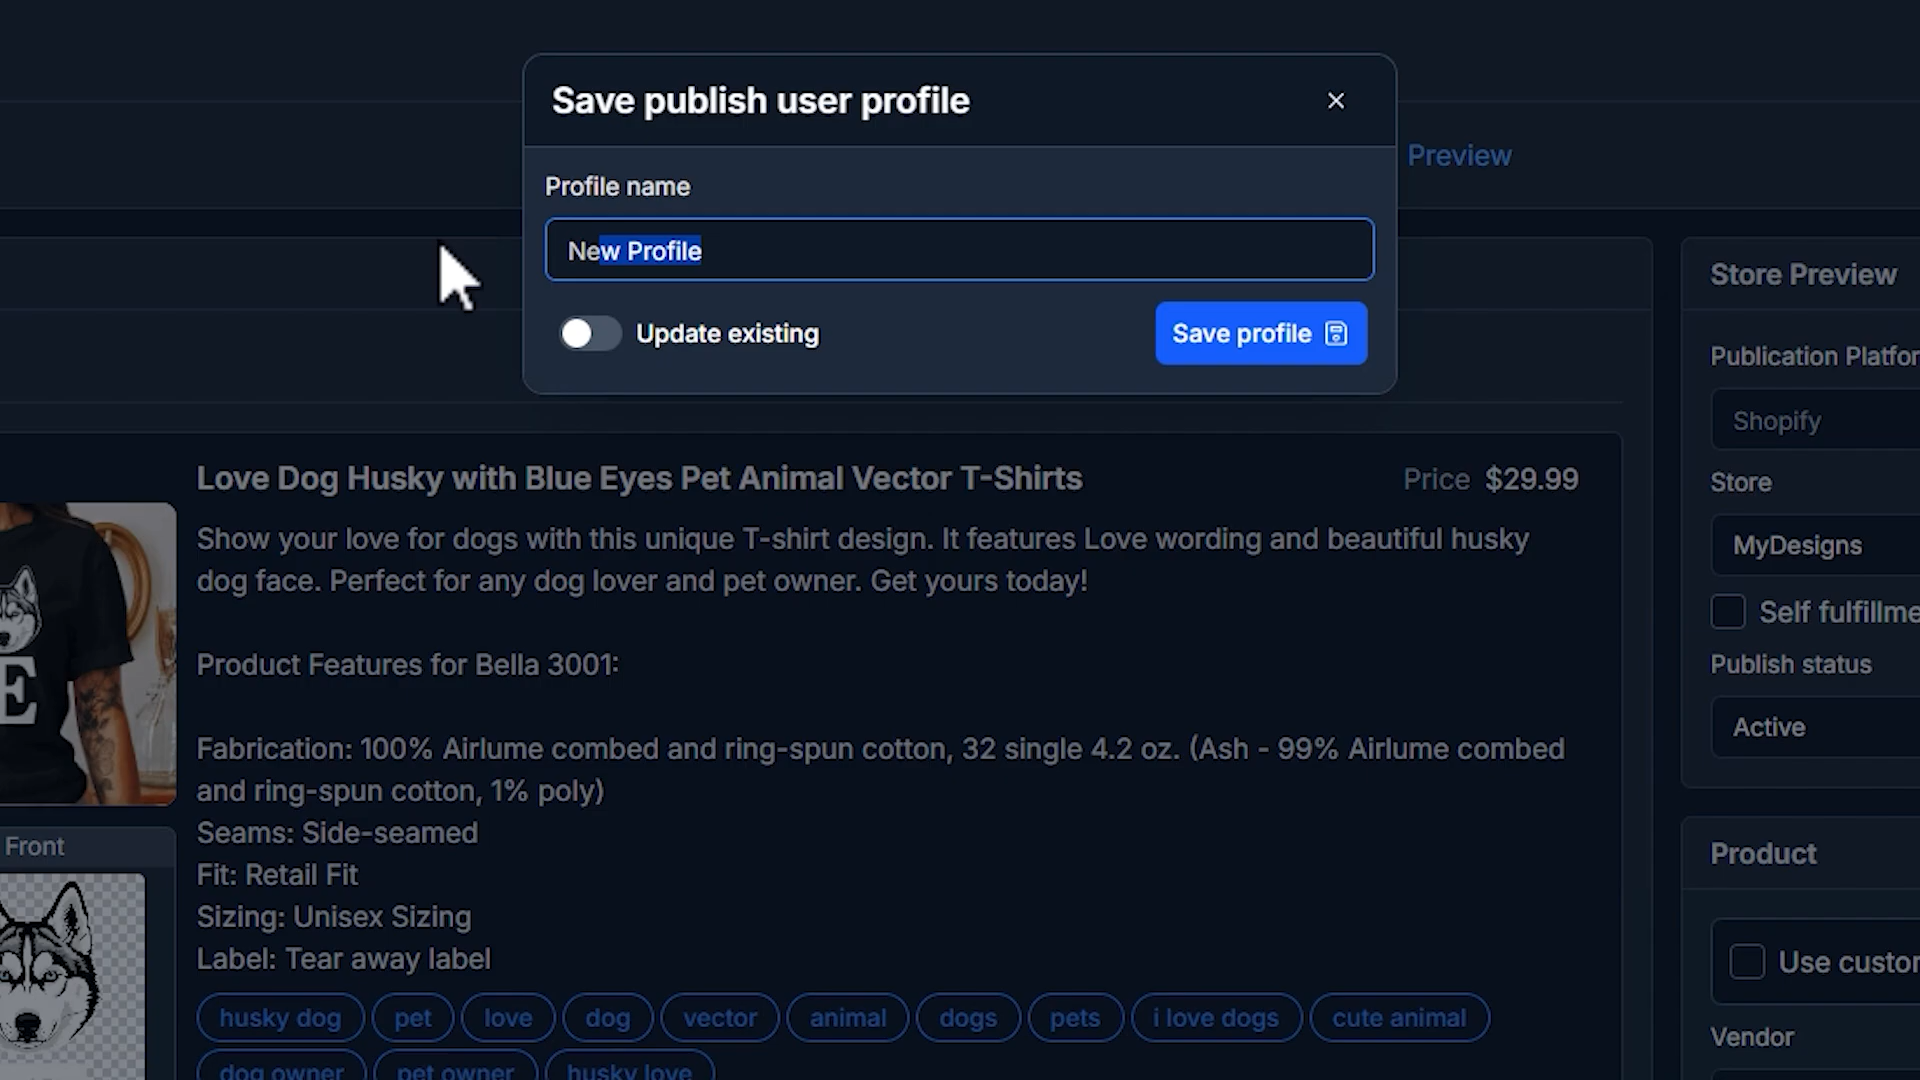 Save publish user profile
Preview
Profile name
New Profile
Update existing
Save profile
Store Preview
Publication Platfor
Shopify
Store
MyDesigns
Self fulfillme
Publish status
Active
Love Dog Husky with Blue Eyes Pet Animal Vector T-Shirts
Price $29.99
Show your love for dogs with this unique T-shirt design. It features Love wording and beautiful husky
dog face. Perfect for any dog lover and pet owner. Get yours today!
Product Features for Bella 3001:
Fabrication: 100% Airlume combed and ring-spun cotton, 32 single 4.2 oz. (Ash - 99% Airlume combed
and ring-spun cotton, 1% poly)
Seams: Side-seamed
Fit: Retail Fit
Sizing: Unisex Sizing
Label: Tear away label
husky dog pet love dog vector animal dogs pets i love dogs cute animal
dog owner pet owner husky love
E
Front
Product
Use custor
Vendor